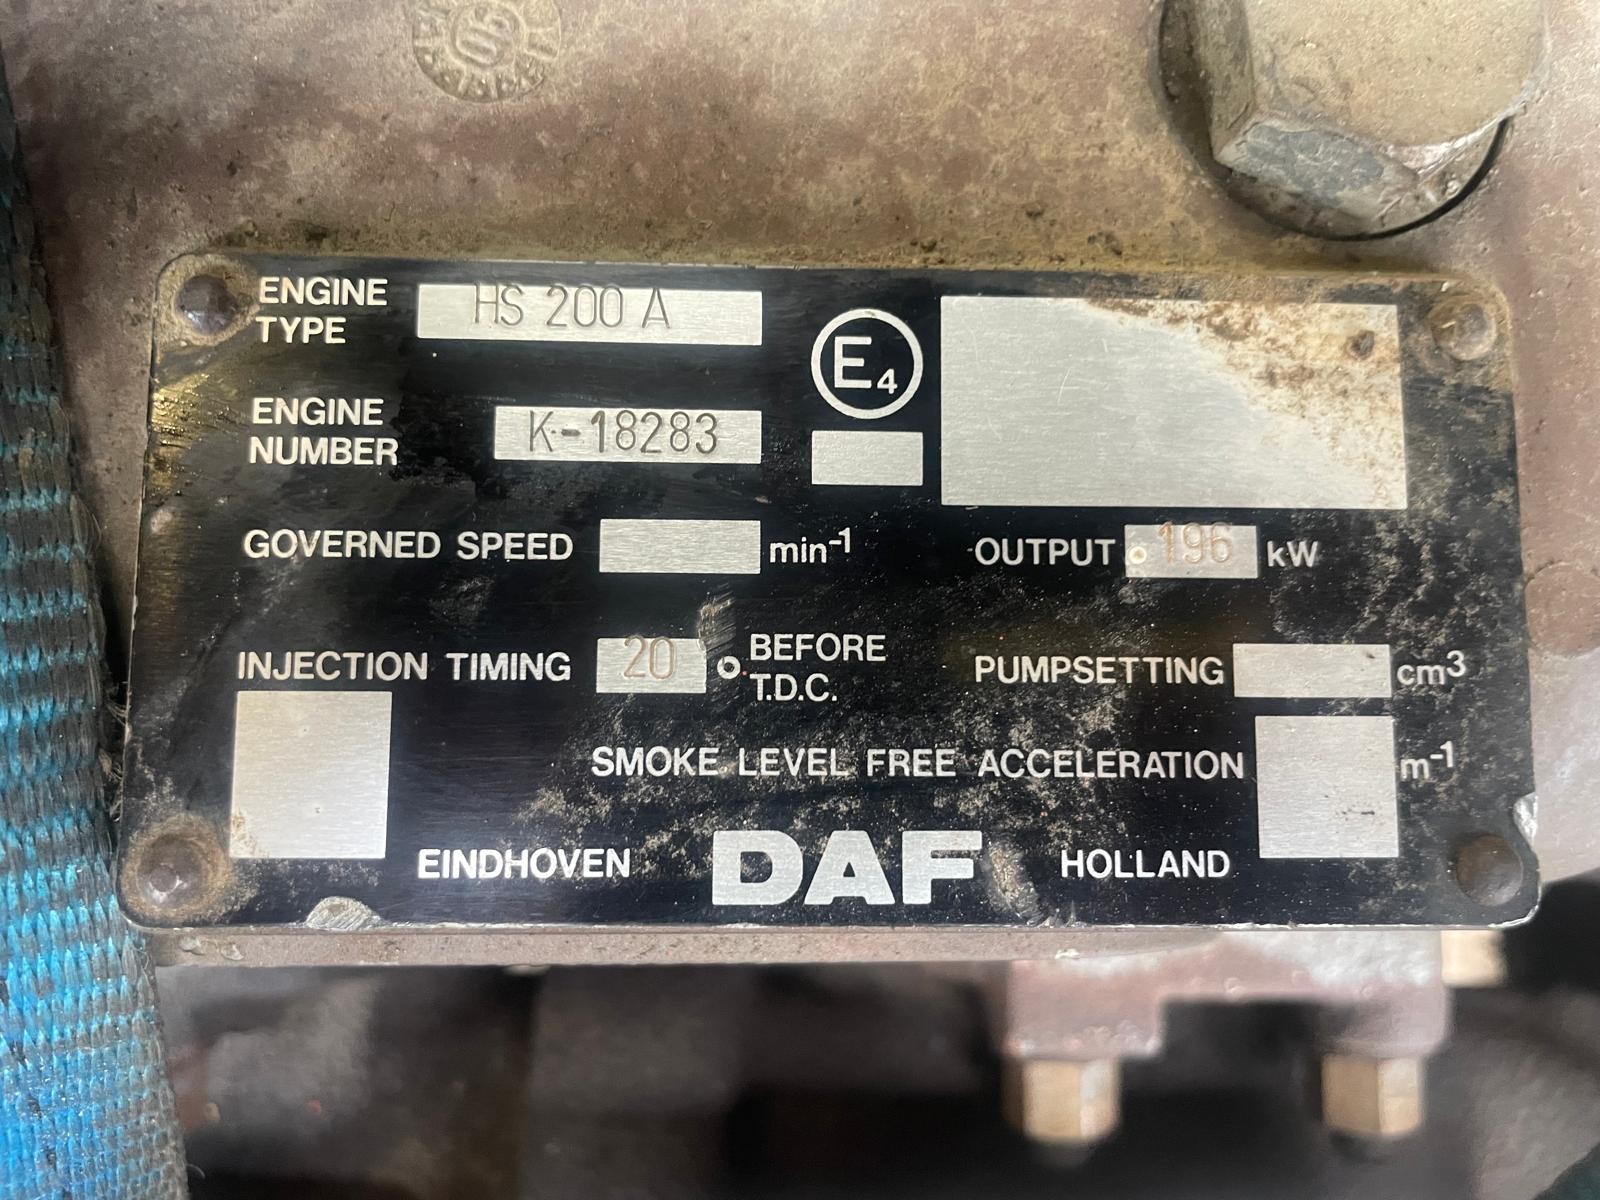 ENGINE TYPE HS 200 A
E4
ENGINE NUMBER K-18283
GOVERNED SPEED min-1
OUTPUT 196 kW
INJECTION TIMING 20 ° BEFORE T.D.C.
PUMPSETTING cm3
SMOKE LEVEL FREE ACCELERATION m-1
EINDHOVEN DAF HOLLAND